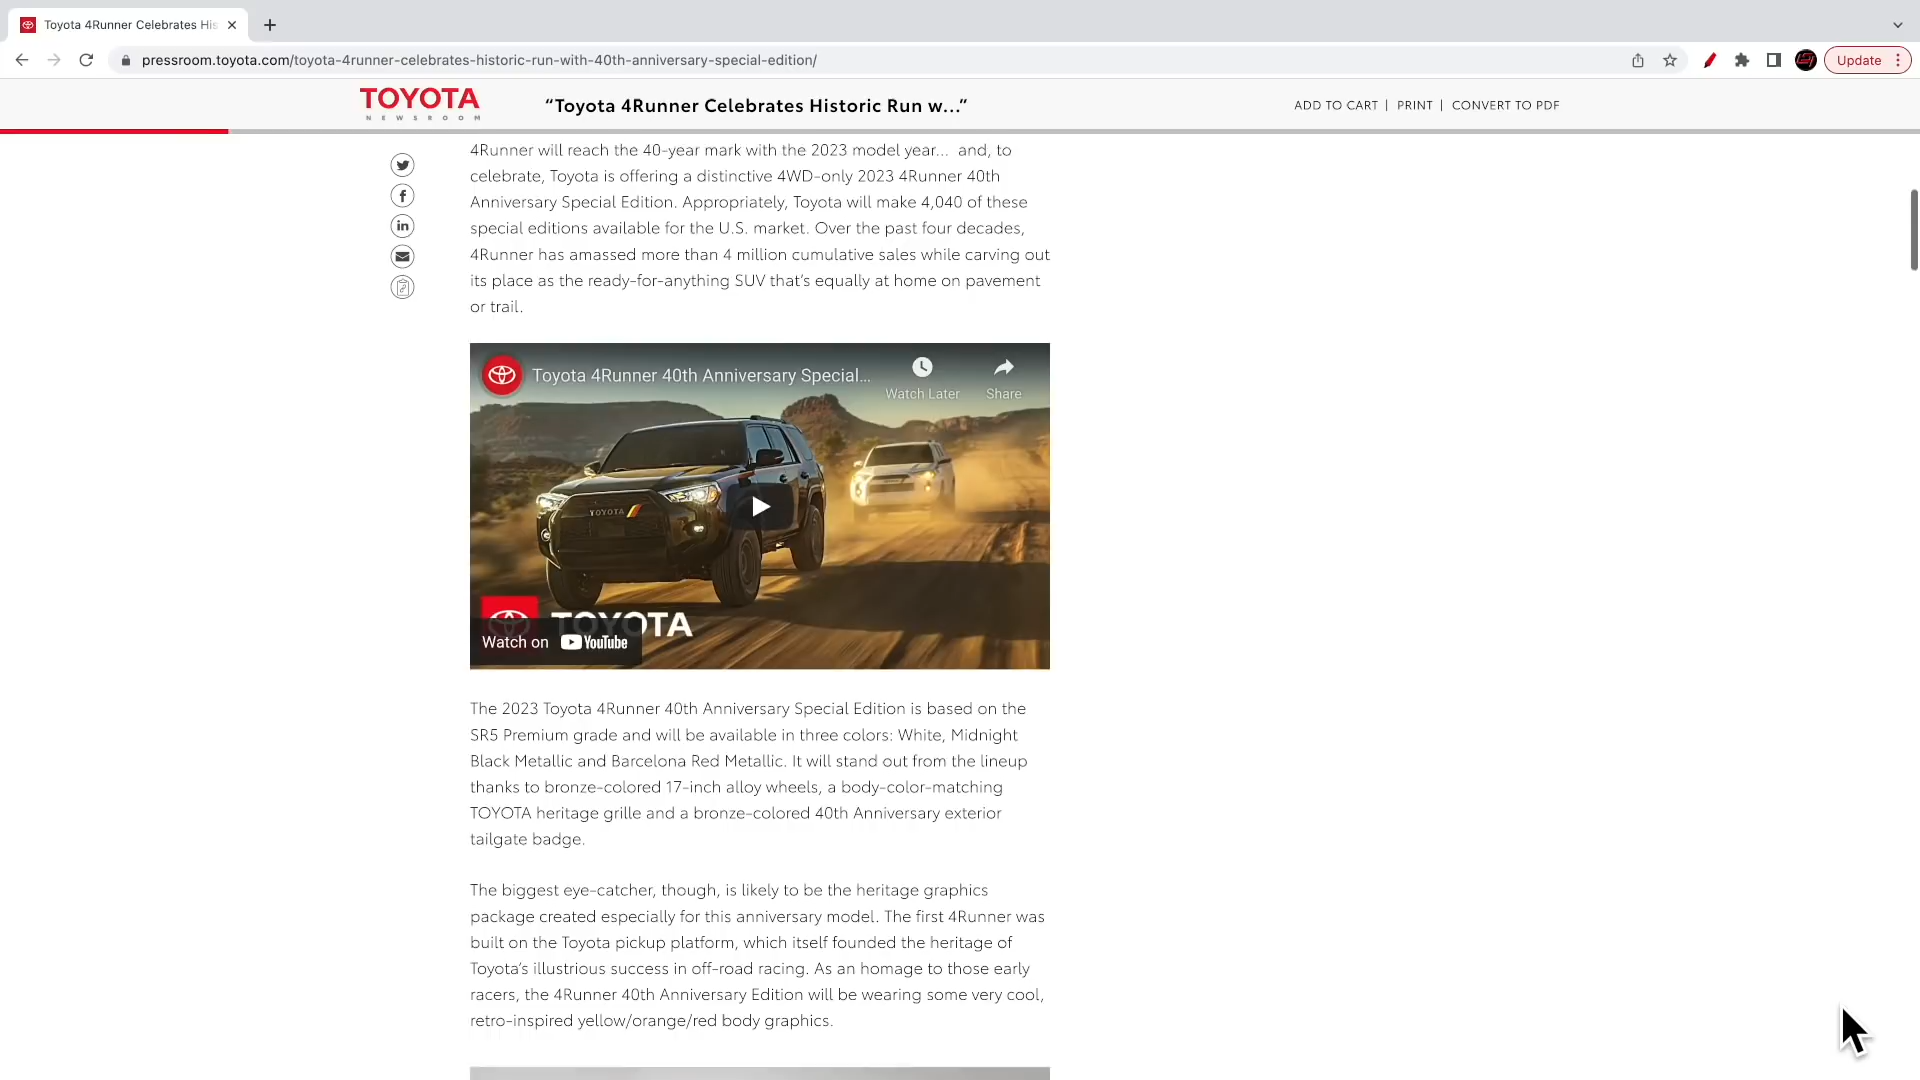 Toyota 4Runner Celebrates His
pressroom.toyota.com/toyota-4runner-celebrates-historic-run-with-40th-anniversary-special-edition/
Update
TOYOTA
NEWSROOM
“Toyota 4Runner Celebrates Historic Run w...”
ADD TO CART | PRINT | CONVERT TO PDF
4Runner will reach the 40-year mark with the 2023 model year… and, to
celebrate, Toyota is offering a distinctive 4WD-only 2023 4Runner 40th
Anniversary Special Edition. Appropriately, Toyota will make 4,040 of these
special editions available for the U.S. market. Over the past four decades,
4Runner has amassed more than 4 million cumulative sales while carving out
its place as the ready-for-anything SUV that’s equally at home on pavement
or trail.
Toyota 4Runner 40th Anniversary Special...
Watch Later
Share
TOYOTA
TOYOTA
Watch on YouTube
The 2023 Toyota 4Runner 40th Anniversary Special Edition is based on the
SR5 Premium grade and will be available in three colors: White, Midnight
Black Metallic and Barcelona Red Metallic. It will stand out from the lineup
thanks to bronze-colored 17-inch alloy wheels, a body-color-matching
TOYOTA heritage grille and a bronze-colored 40th Anniversary exterior
tailgate badge.
The biggest eye-catcher, though, is likely to be the heritage graphics
package created especially for this anniversary model. The first 4Runner was
built on the Toyota pickup platform, which itself founded the heritage of
Toyota’s illustrious success in off-road racing. As an homage to those early
racers, the 4Runner 40th Anniversary Edition will be wearing some very cool,
retro-inspired yellow/orange/red body graphics.